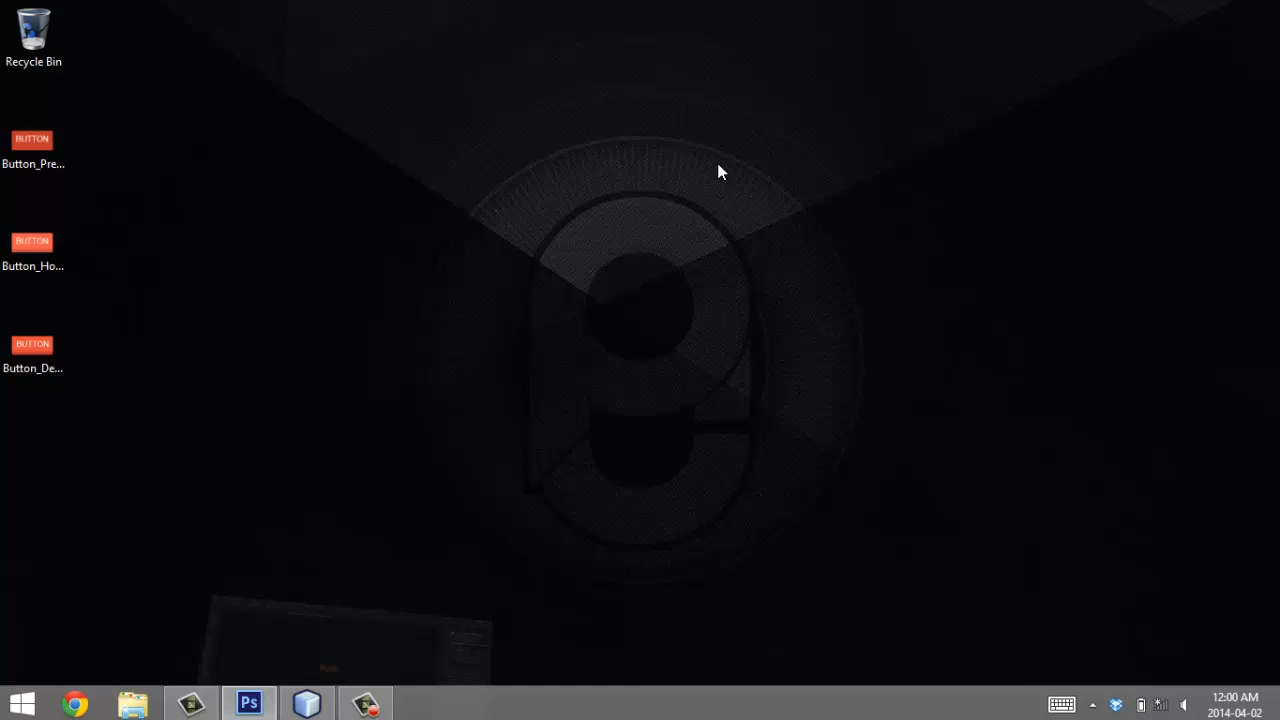 Recycle Bin
BUTTON
Button_Pre...
BUTTON
Button_Ho...
BUTTON
Button_De...
Ps
12:00 AM
2014-04-02